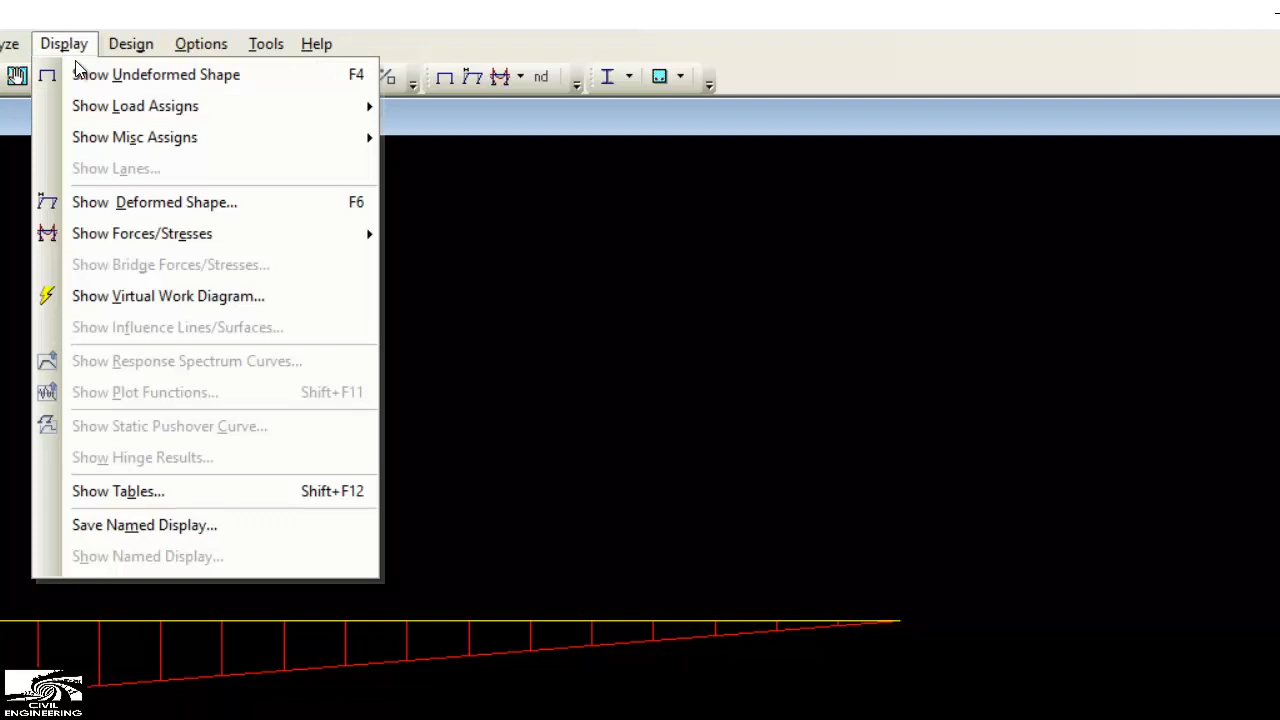 yze Display Design Options Tools Help
nd
Show Undeformed Shape F4
Show Load Assigns
Show Misc Assigns
Show Lanes...
Show Deformed Shape... F6
Show Forces/Stresses
Show Bridge Forces/Stresses...
Show Virtual Work Diagram...
Show Influence Lines/Surfaces...
Show Response Spectrum Curves...
Show Plot Functions... Shift+F11
Show Static Pushover Curve...
Show Hinge Results...
Show Tables... Shift+F12
Save Named Display...
Show Named Display...
CIVIL
ENGINEERING